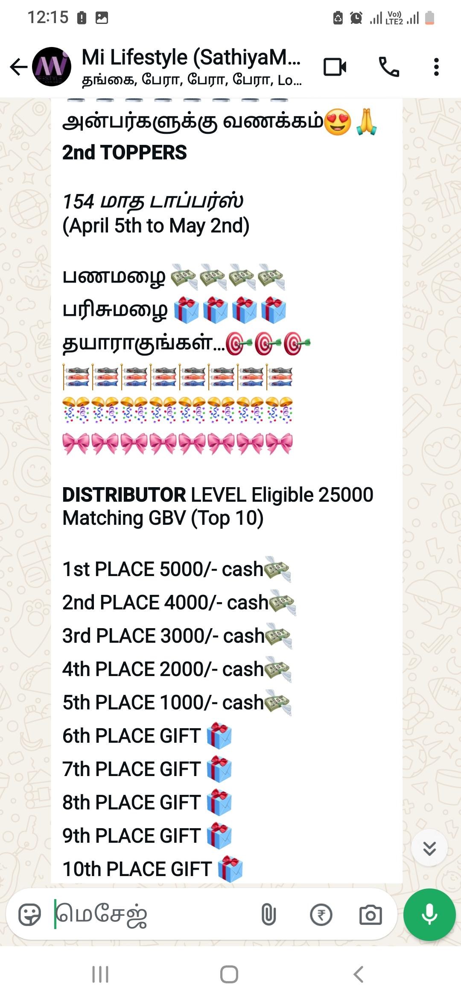 12:15
Vo)) LTE2
Mi Lifestyle (SathiyaM...
தங்கை, பேரா, பேரா, பேரா, Lo...
அன்பர்களுக்கு வணக்கம்😍🙏
2nd TOPPERS
154 மாத டாப்பர்ஸ்
(April 5th to May 2nd)
பணமழை 💸💸💸💸
பரிசுமழை 🎁🎁🎁🎁
தயாராகுங்கள்...🎯🎯🎯
🎏🎏🎏🎏🎏🎏🎏🎏
🎊🎊🎊🎊🎊🎊🎊🎊
🎀🎀🎀🎀🎀🎀🎀🎀
DISTRIBUTOR LEVEL Eligible 25000
Matching GBV (Top 10)
1st PLACE 5000/- cash💸
2nd PLACE 4000/- cash💸
3rd PLACE 3000/- cash💸
4th PLACE 2000/- cash💸
5th PLACE 1000/- cash💸
6th PLACE GIFT 🎁
7th PLACE GIFT 🎁
8th PLACE GIFT 🎁
9th PLACE GIFT 🎁
10th PLACE GIFT 🎁
மெசேஜ்